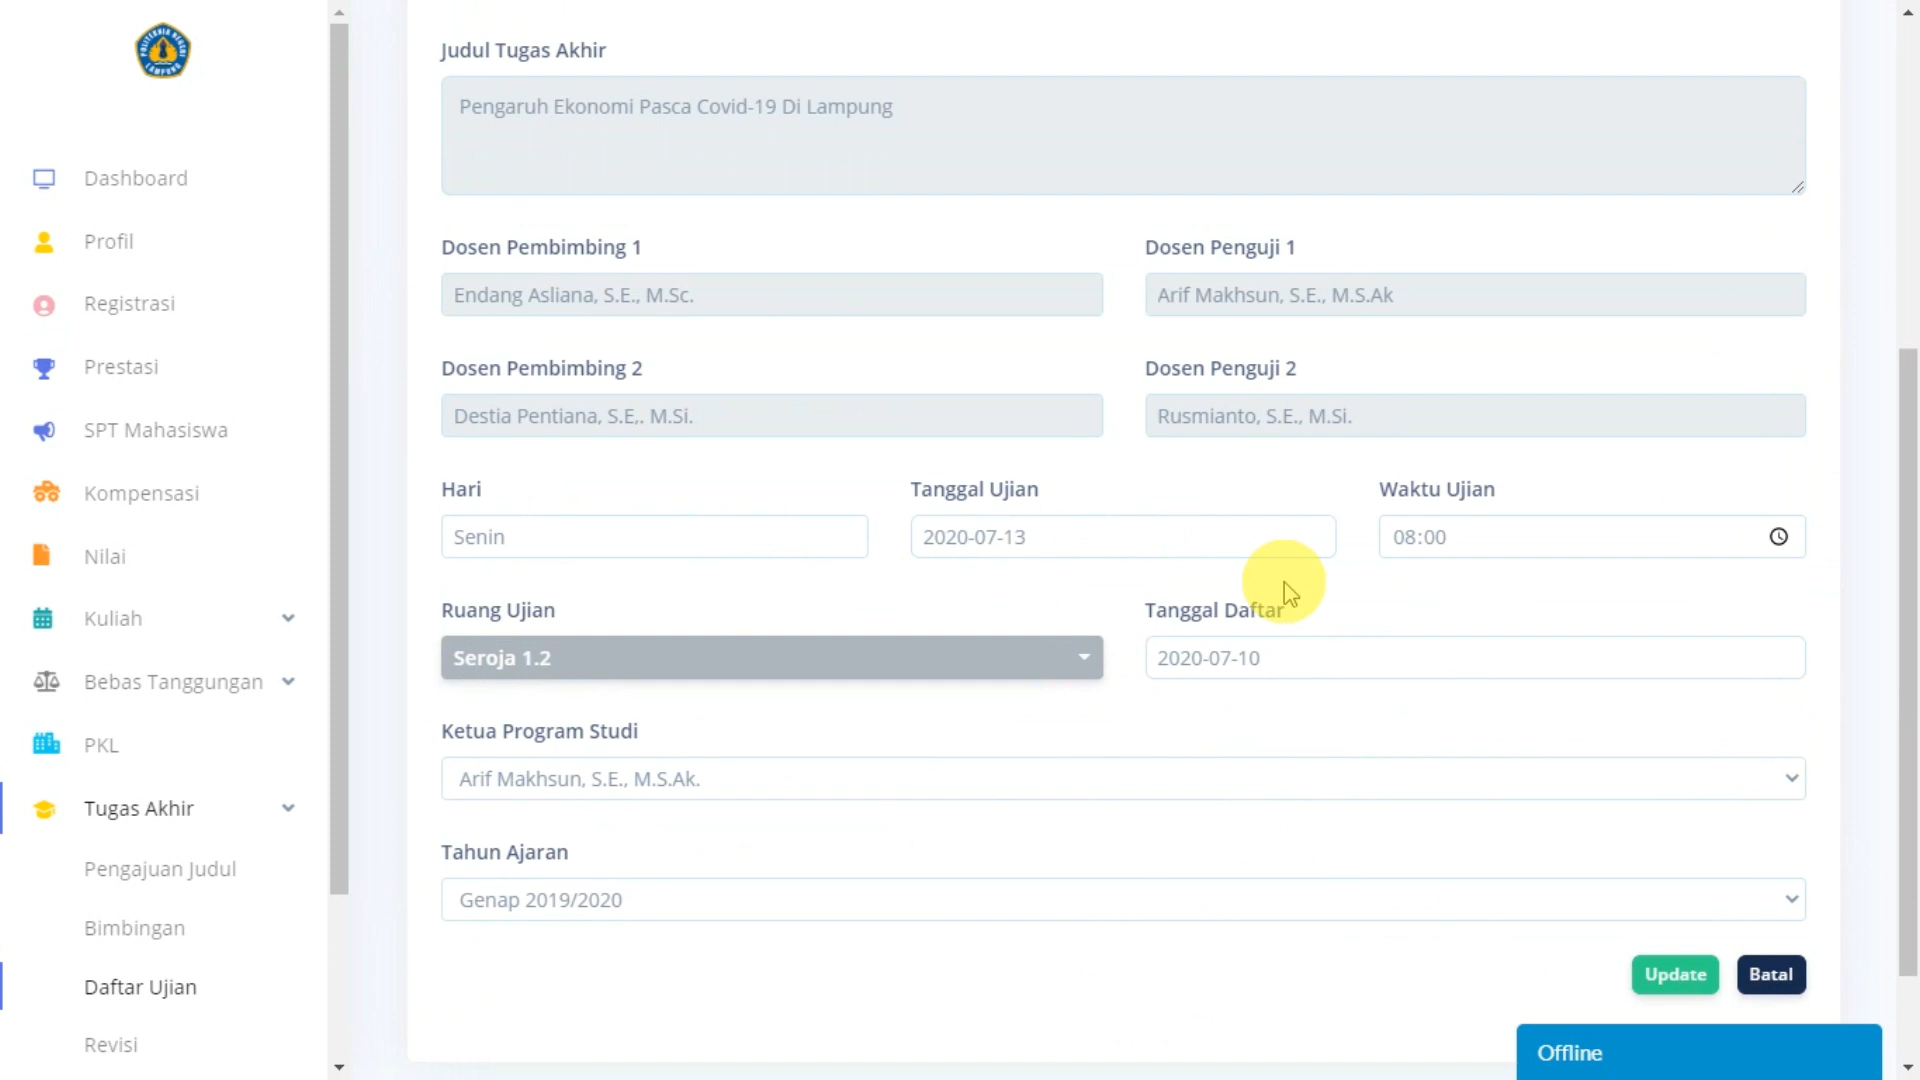 POLITEKNIK NEGERI
LAMPUNG
Dashboard
Profil
Registrasi
Prestasi
SPT Mahasiswa
Kompensasi
Nilai
Kuliah
Bebas Tanggungan
PKL
Tugas Akhir
Pengajuan Judul
Bimbingan
Daftar Ujian
Revisi
Judul Tugas Akhir
Pengaruh Ekonomi Pasca Covid-19 Di Lampung
Dosen Pembimbing 1
Endang Asliana, S.E., M.Sc.
Dosen Penguji 1
Arif Makhsun, S.E., M.S.Ak
Dosen Pembimbing 2
Destia Pentiana, S.E,. M.Si.
Dosen Penguji 2
Rusmianto, S.E., M.Si.
Hari
Senin
Tanggal Ujian
2020-07-13
Waktu Ujian
08:00
Ruang Ujian
Seroja 1.2
Tanggal Daftar
2020-07-10
Ketua Program Studi
Arif Makhsun, S.E., M.S.Ak.
Tahun Ajaran
Genap 2019/2020
Update
Batal
Offline